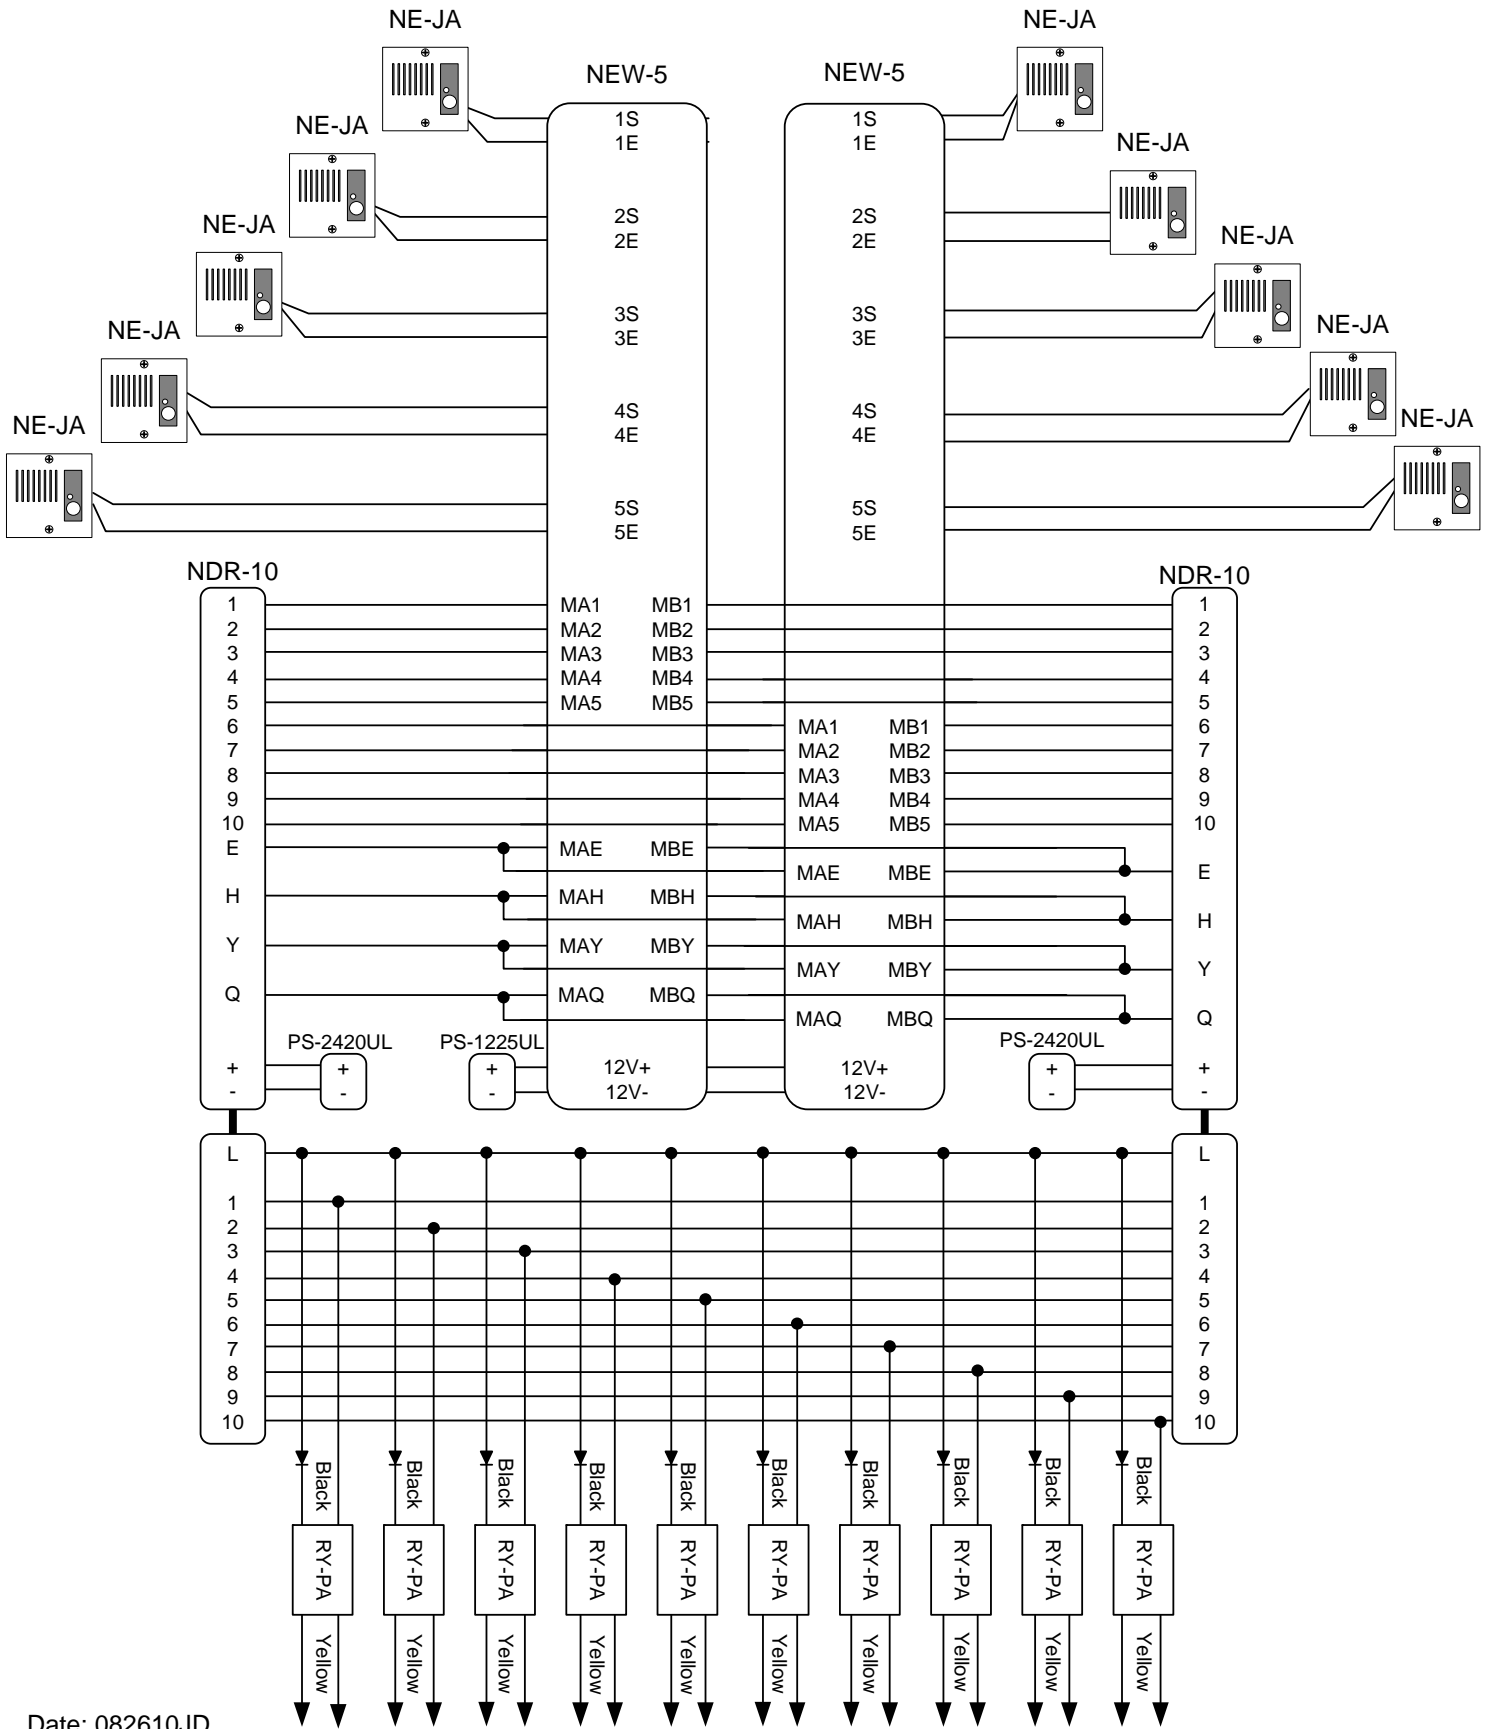 NE-JA
NE-JA
NEW-5
NEW-5
NE-JA
NE-JA
NE-JA
NE-JA
NE-JA
NE-JA
NE-JA
NE-JA
1S
1E
2S
2E
3S
3E
4S
4E
5S
5E
1S
1E
2S
2E
3S
3E
4S
4E
5S
5E
NDR-10
NDR-10
1
2
3
4
5
6
7
8
9
10
E
H
Y
Q
+
-
MA1 MB1
MA2 MB2
MA3 MB3
MA4 MB4
MA5 MB5
MAE MBE
MAH MBH
MAY MBY
MAQ MBQ
12V+
12V-
MA1 MB1
MA2 MB2
MA3 MB3
MA4 MB4
MA5 MB5
MAE MBE
MAH MBH
MAY MBY
MAQ MBQ
12V+
12V-
1
2
3
4
5
6
7
8
9
10
E
H
Y
Q
+
-
PS-2420UL
+
-
PS-1225UL
+
-
PS-2420UL
+
-
L
1
2
3
4
5
6
7
8
9
10
L
1
2
3
4
5
6
7
8
9
10
Black
Black
Black
Black
Black
Black
Black
Black
Black
Black
RY-PA
RY-PA
RY-PA
RY-PA
RY-PA
RY-PA
RY-PA
RY-PA
RY-PA
RY-PA
Yellow
Yellow
Yellow
Yellow
Yellow
Yellow
Yellow
Yellow
Yellow
Yellow
Date: 082610JD